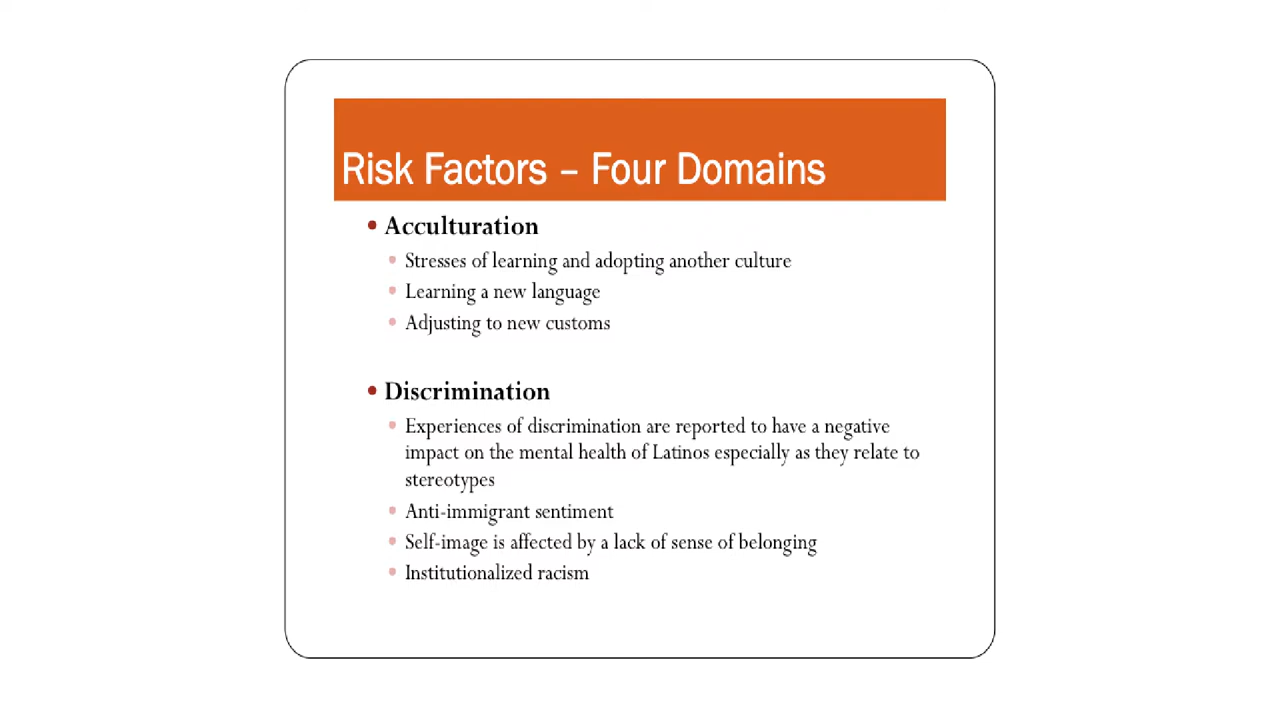 Risk Factors – Four Domains
• Acculturation
• Stresses of learning and adopting another culture
• Learning a new language
• Adjusting to new customs
• Discrimination
• Experiences of discrimination are reported to have a negative
impact on the mental health of Latinos especially as they relate to
stereotypes
• Anti-immigrant sentiment
• Self-image is affected by a lack of sense of belonging
• Institutionalized racism